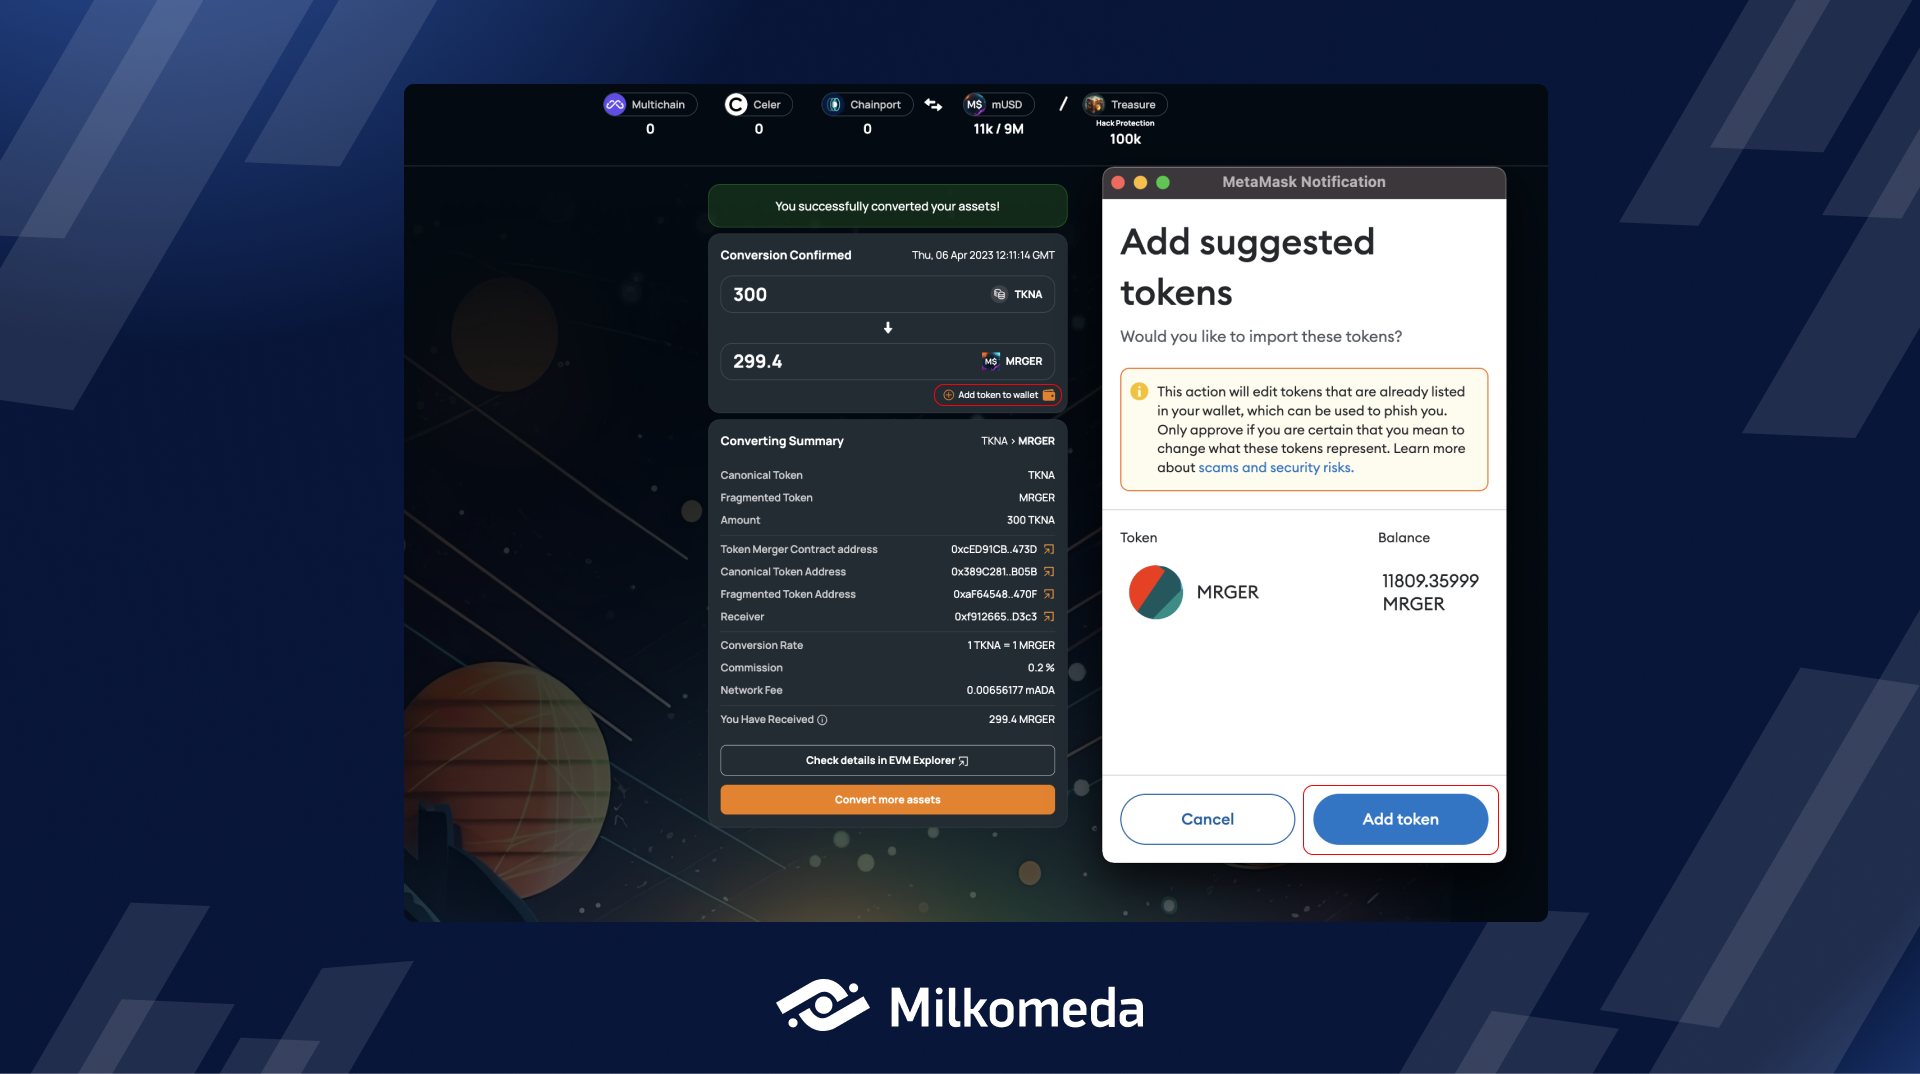 Multichain
0
Celer
0
Chainport
0
M$ mUSD
11k / 9M
/
Treasure
Hack Protection
100k
You successfully converted your assets!
Conversion Confirmed Thu, 06 Apr 2023 12:11:14 GMT
300 TKNA
299.4 M$ MRGER
Add token to wallet
Converting Summary TKNA > MRGER
Canonical Token TKNA
Fragmented Token MRGER
Amount 300 TKNA
Token Merger Contract address 0xcED91CB..473D
Canonical Token Address 0x389C281..B05B
Fragmented Token Address 0xaF64548..470F
Receiver 0xf912665..D3c3
Conversion Rate 1 TKNA = 1 MRGER
Commission 0.2 %
Network Fee 0.00656177 mADA
You Have Received 299.4 MRGER
Check details in EVM Explorer
Convert more assets
MetaMask Notification
Add suggested
tokens
Would you like to import these tokens?
This action will edit tokens that are already listed
in your wallet, which can be used to phish you.
Only approve if you are certain that you mean to
change what these tokens represent. Learn more
about scams and security risks.
Token Balance
MRGER 11809.35999
MRGER
Cancel Add token
Milkomeda